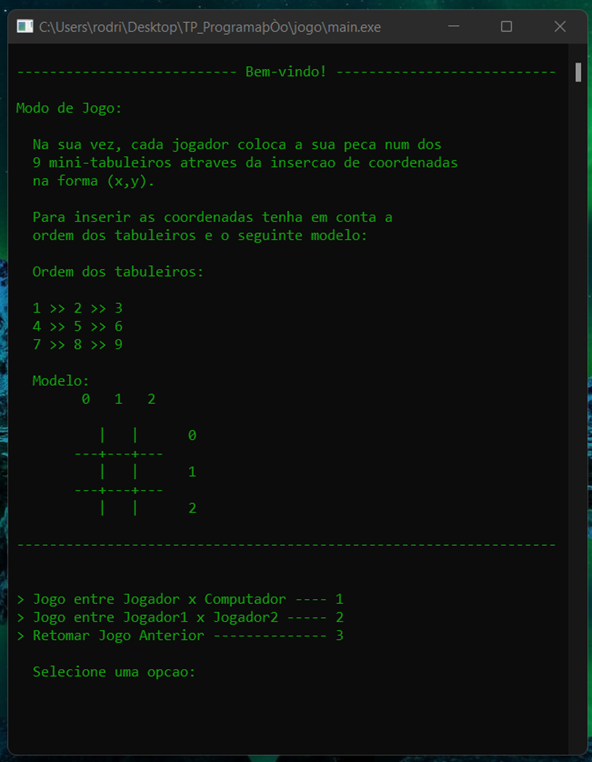 C:\Users\rodri\Desktop\TP_ProgramaþÒo\jogo\main.exe
--------------------------- Bem-vindo! ---------------------------
Modo de Jogo:
Na sua vez, cada jogador coloca a sua peca num dos
9 mini-tabuleiros atraves da insercao de coordenadas
na forma (x,y).
Para inserir as coordenadas tenha em conta a
ordem dos tabuleiros e o seguinte modelo:
Ordem dos tabuleiros:
1 >> 2 >> 3
4 >> 5 >> 6
7 >> 8 >> 9
Modelo:
0   1   2
|   |      0
---+---+---
|   |      1
---+---+---
|   |      2
------------------------------------------------------------------
> Jogo entre Jogador x Computador ---- 1
> Jogo entre Jogador1 x Jogador2 ----- 2
> Retomar Jogo Anterior -------------- 3
Selecione uma opcao: